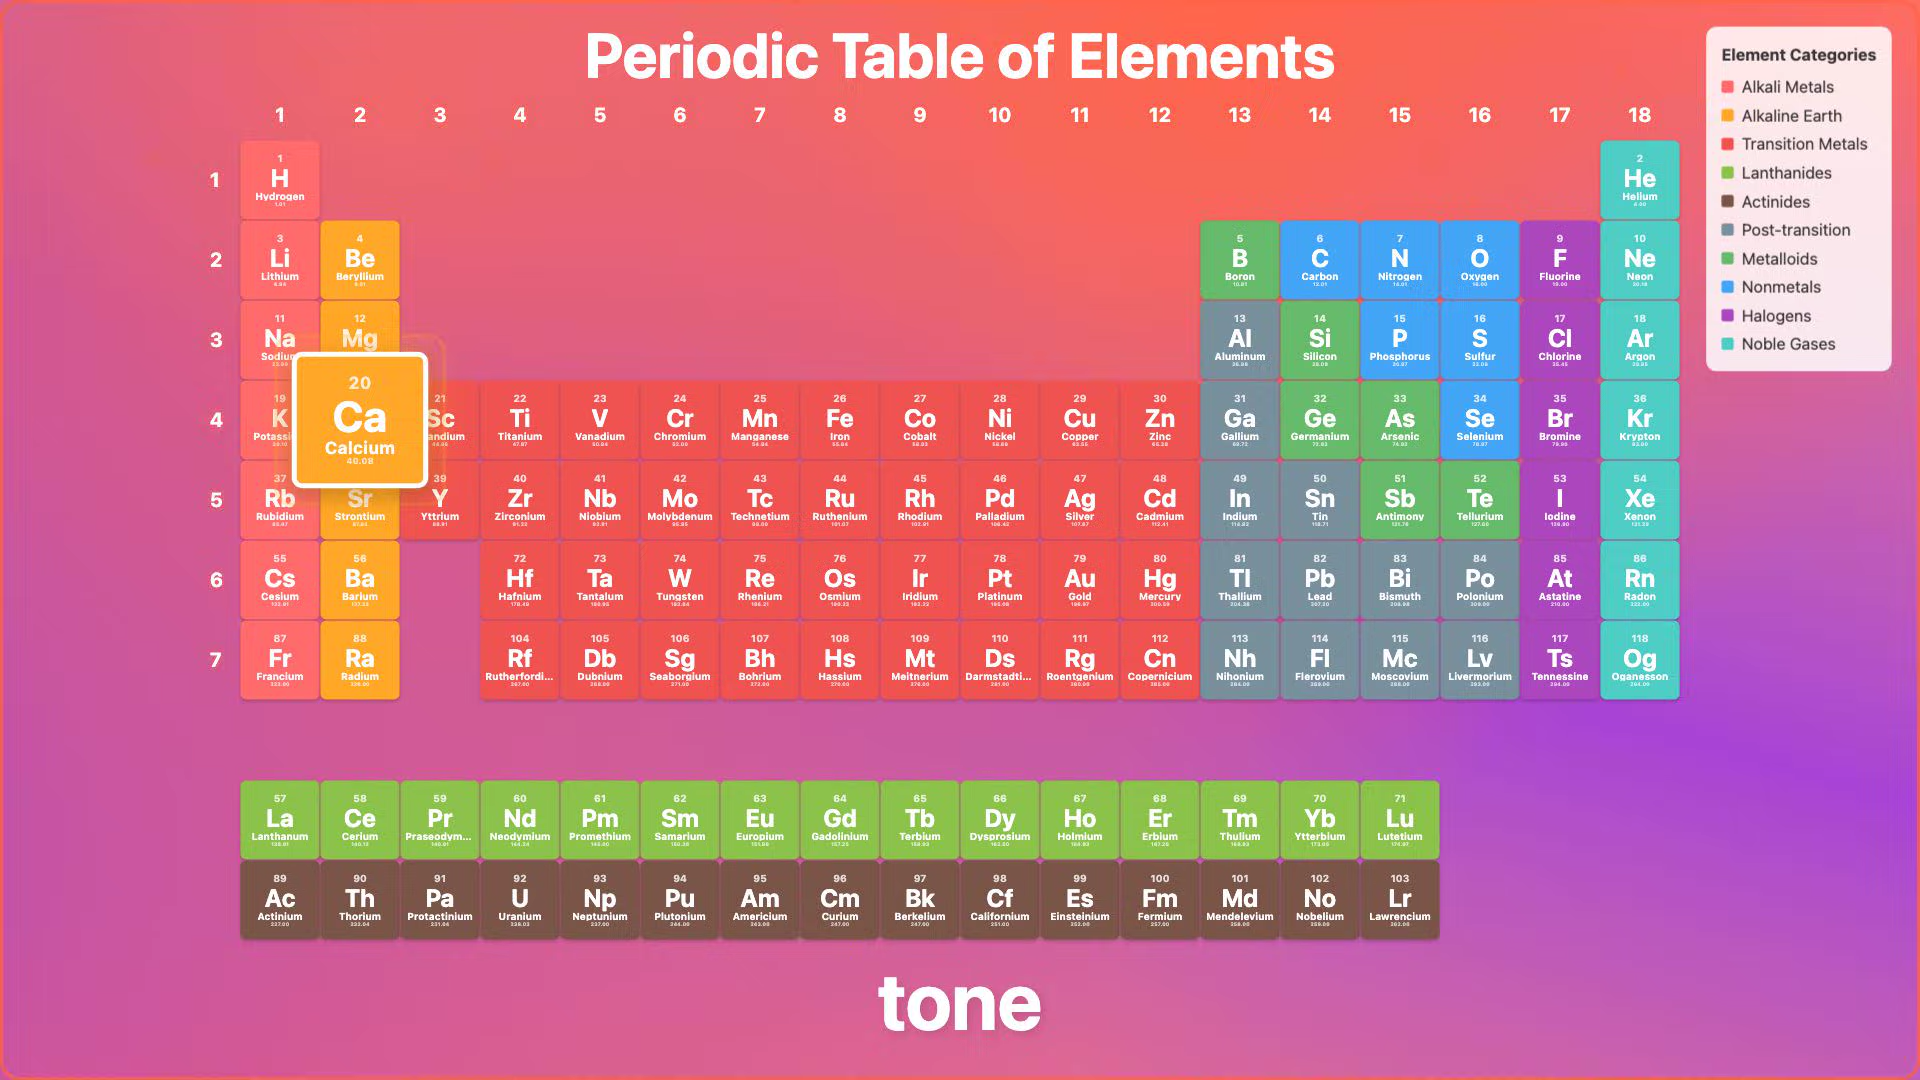 Periodic Table of Elements
Element Categories
Alkali Metals
Alkaline Earth
Transition Metals
Lanthanides
Actinides
Post-transition
Metalloids
Nonmetals
Halogens
Noble Gases
1 2 3 4 5 6 7 8 9 10 11 12 13 14 15 16 17 18
1
1 2
H He
Hydrogen Helium
2
3 4 5 6 7 8 9 10
Li Be B C N O F Ne
Lithium Beryllium Boron Carbon Nitrogen Oxygen Fluorine Neon
3
11 12 13 14 15 16 17 18
Na Mg Al Si P S Cl Ar
Sodium Aluminum Silicon Phosphorus Sulfur Chlorine Argon
4
19 20 21 22 23 24 25 26 27 28 29 30 31 32 33 34 35 36
K Ca Sc Ti V Cr Mn Fe Co Ni Cu Zn Ga Ge As Se Br Kr
Calcium Titanium Vanadium Chromium Manganese Iron Cobalt Nickel Copper Zinc Gallium Germanium Arsenic Selenium Bromine Krypton
40.08
5
37 39 40 41 42 43 44 45 46 47 48 49 50 51 52 53 54
Rb Sr Y Zr Nb Mo Tc Ru Rh Pd Ag Cd In Sn Sb Te I Xe
Rubidium Strontium Yttrium Zirconium Niobium Molybdenum Technetium Ruthenium Rhodium Palladium Silver Cadmium Indium Tin Antimony Tellurium Iodine Xenon
6
55 56 72 73 74 75 76 77 78 79 80 81 82 83 84 85 86
Cs Ba Hf Ta W Re Os Ir Pt Au Hg Tl Pb Bi Po At Rn
Cesium Barium Hafnium Tantalum Tungsten Rhenium Osmium Iridium Platinum Gold Mercury Thallium Lead Bismuth Polonium Astatine Radon
7
87 88 104 105 106 107 108 109 110 111 112 113 114 115 116 117 118
Fr Ra Rf Db Sg Bh Hs Mt Ds Rg Cn Nh Fl Mc Lv Ts Og
Francium Radium Rutherfordi... Dubnium Seaborgium Bohrium Hassium Meitnerium Darmstadti... Roentgenium Copernicium Nihonium Flerovium Moscovium Livermorium Tennessine Oganesson
57 58 59 60 61 62 63 64 65 66 67 68 69 70 71
La Ce Pr Nd Pm Sm Eu Gd Tb Dy Ho Er Tm Yb Lu
Lanthanum Cerium Praseodym... Neodymium Promethium Samarium Europium Gadolinium Terbium Dysprosium Holmium Erbium Thulium Ytterbium Lutetium
89 90 91 92 93 94 95 96 97 98 99 100 101 102 103
Ac Th Pa U Np Pu Am Cm Bk Cf Es Fm Md No Lr
Actinium Thorium Protactinium Uranium Neptunium Plutonium Americium Curium Berkelium Californium Einsteinium Fermium Mendelevium Nobelium Lawrencium
tone